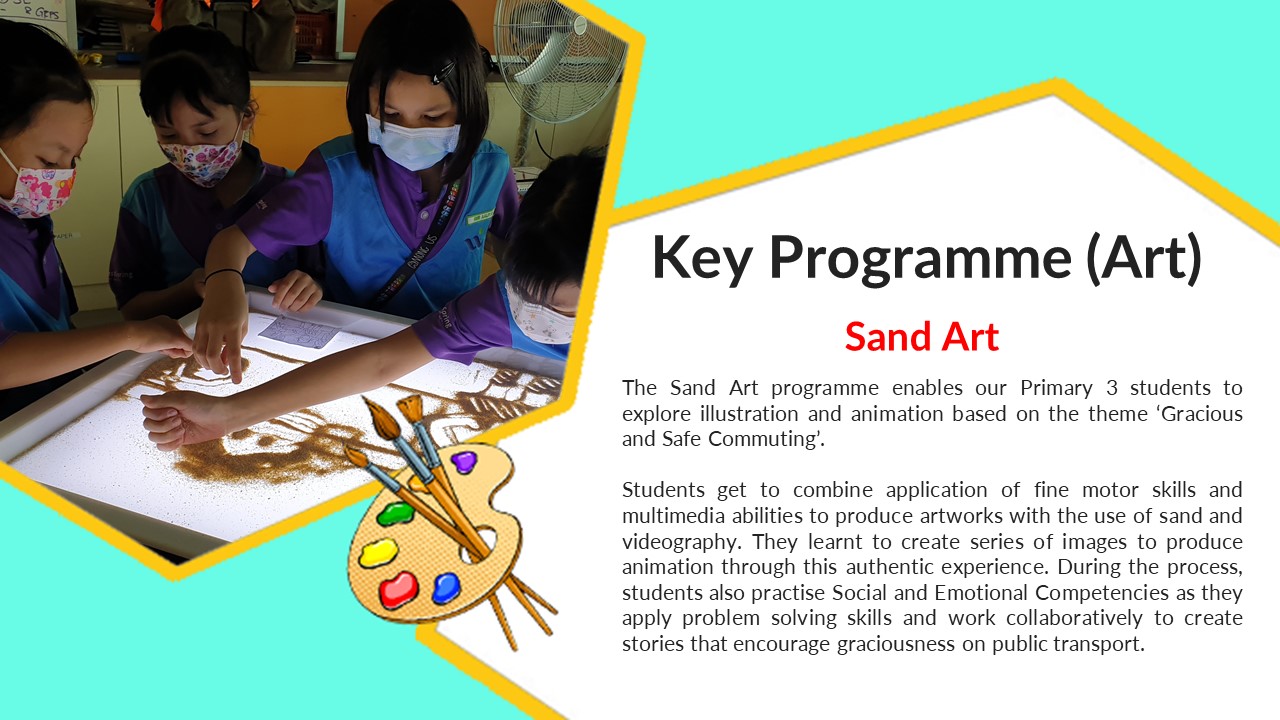 & GEPS
AMONG US
Key Programme (Art)
Sand Art
The Sand Art programme enables our Primary 3 students to
explore illustration and animation based on the theme ‘Gracious
and Safe Commuting’.
Students get to combine application of fine motor skills and
multimedia abilities to produce artworks with the use of sand and
videography. They learnt to create series of images to produce
animation through this authentic experience. During the process,
students also practise Social and Emotional Competencies as they
apply problem solving skills and work collaboratively to create
stories that encourage graciousness on public transport.